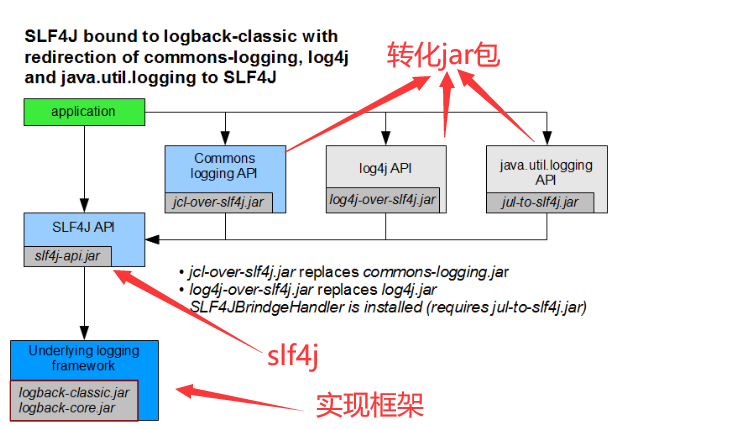 SLF4J bound to logback-classic with
redirection of commons-logging, log4j
and java.util.logging to SLF4J
转化jar包
application
Commons
logging API
jcl-over-slf4j.jar
log4j API
log4j-over-slf4j.jar
java.util.logging
API
jul-to-slf4j.jar
SLF4J API
slf4j-api.jar
• jcl-over-slf4j.jar replaces commons-logging.jar
• log4j-over-slf4j.jar replaces log4j.jar
SLF4JBrindgeHandler is installed (requires jul-to-slf4j.jar)
slf4j
Underlying logging
framework
logback-classic.jar
logback-core.jar
实现框架